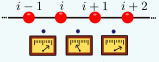 i − 1 i i + 1 i + 2